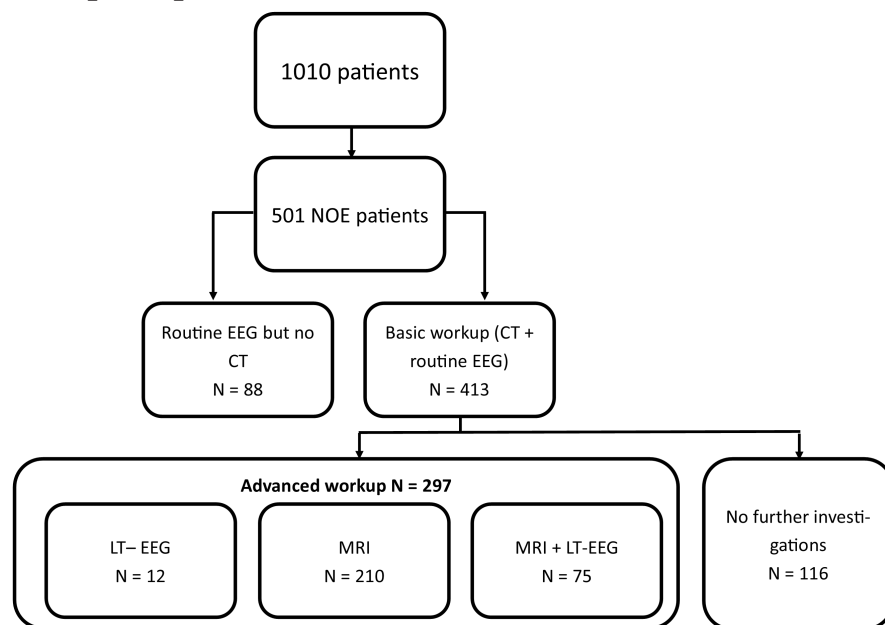 1010 patients
501 NOE patients
Routine EEG but no
CT
N = 88
Basic workup (CT +
routine EEG)
N = 413
Advanced workup N = 297
LT– EEG
N = 12
MRI
N = 210
MRI + LT-EEG
N = 75
No further investi-
gations
N = 116